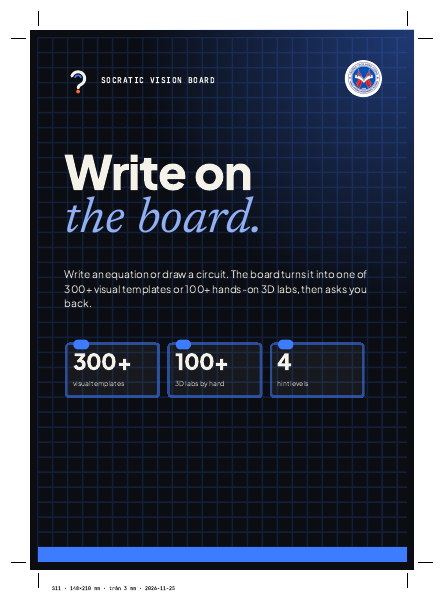 SOCRATIC VISION BOARD
Write on
the board.
Write an equation or draw a circuit. The board turns it into one of
300+ visual templates or 100+ hands-on 3D labs, then asks you
back.
300+
visual templates
100+
3D labs by hand
4
hint levels
S11 · 148×210 mm · tràn 3 mm · 2026-11-25